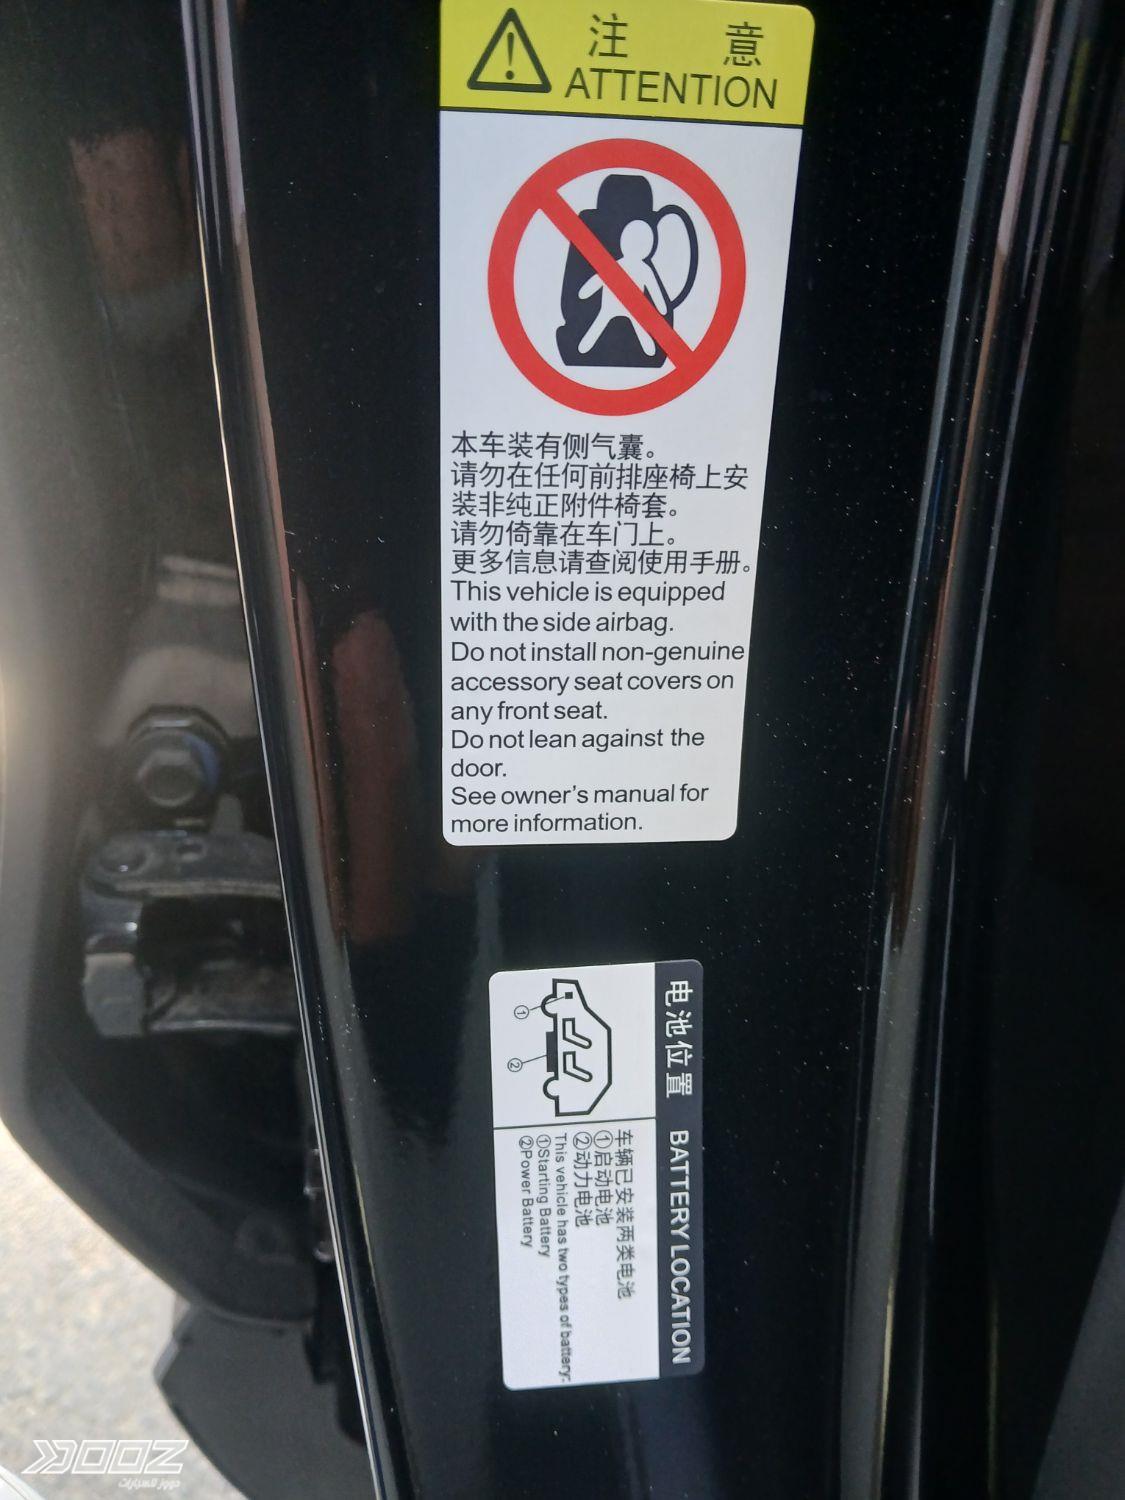 注 意
ATTENTION
本车装有侧气囊。
请勿在任何前排座椅上安
装非纯正附件椅套。
请勿倚靠在车门上。
更多信息请查阅使用手册。
This vehicle is equipped
with the side airbag.
Do not install non-genuine
accessory seat covers on
any front seat.
Do not lean against the
door.
See owner's manual for
more information.
电池位置 BATTERY LOCATION
①
②
车辆已安装两类电池
①启动电池
②动力电池
This vehicle has two types of battery:
①Starting Battery
②Power Battery
DOOZ
دووز للسيارات